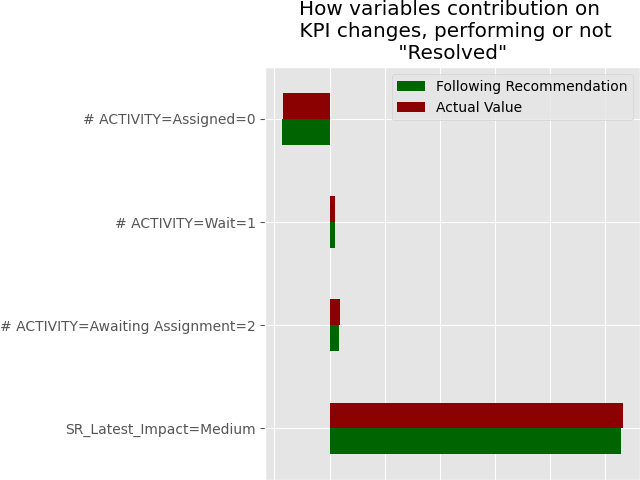 How variables contribution on
KPI changes, performing or not
"Resolved"
Following Recommendation
Actual Value
# ACTIVITY=Assigned=0
# ACTIVITY=Wait=1
# ACTIVITY=Awaiting Assignment=2
SR_Latest_Impact=Medium